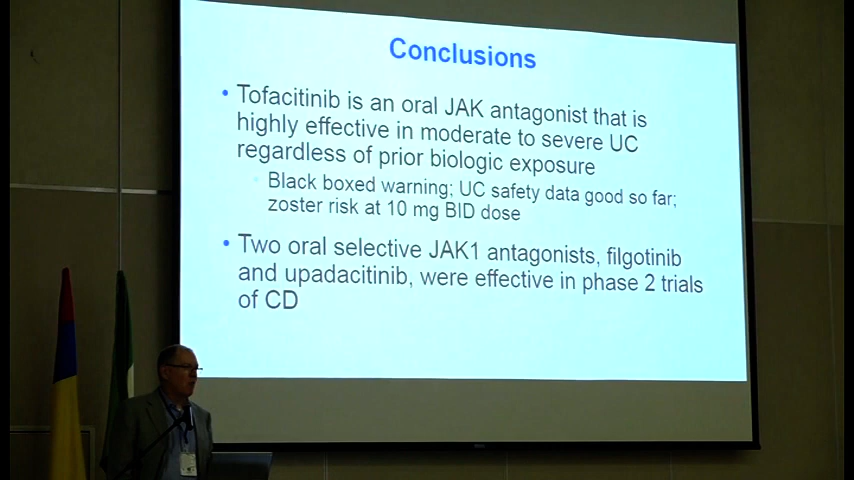 Conclusions
• Tofacitinib is an oral JAK antagonist that is
highly effective in moderate to severe UC
regardless of prior biologic exposure
Black boxed warning; UC safety data good so far;
zoster risk at 10 mg BID dose
• Two oral selective JAK1 antagonists, filgotinib
and upadacitinib, were effective in phase 2 trials
of CD